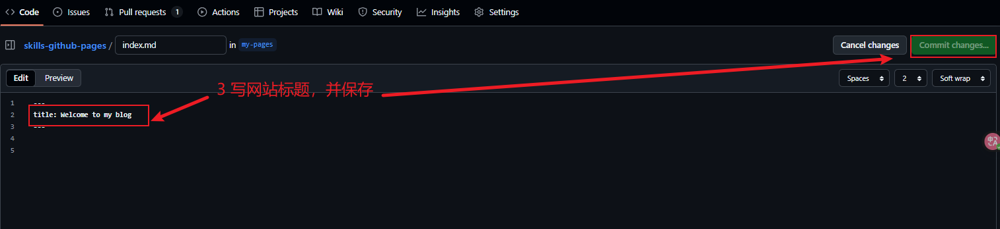 Code Issues Pull requests 1 Actions Projects Wiki Security Insights Settings
skills-github-pages / index.md in my-pages Cancel changes Commit changes...
Edit Preview Spaces 2 Soft wrap
3 写网站标题，并保存
1 ---
2 title: Welcome to my blog
3 ---
4
5
中 A